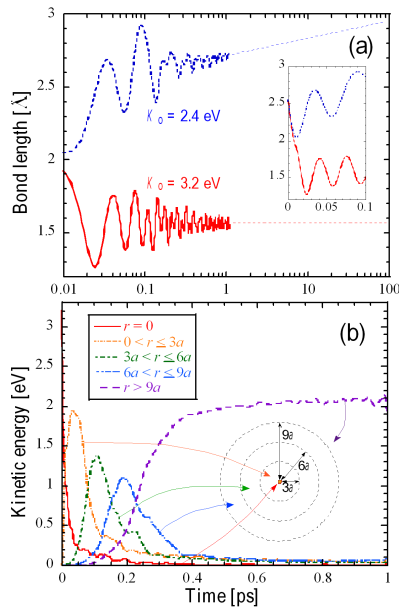 3
2.5
2
1.5
Bond length [Å]
(a)
K₀ = 2.4 eV
K₀ = 3.2 eV
3
2.5
2
1.5
0
0.05
0.1
0.01
0.1
1
10
100
(b)
r = 0
0 < r ≤ 3a
3a < r ≤ 6a
6a < r ≤ 9a
r > 9a
3
2.5
2
1.5
1
0.5
0
Kinetic energy [eV]
9a
6a
3a
0
0.2
0.4
0.6
0.8
1
Time [ps]